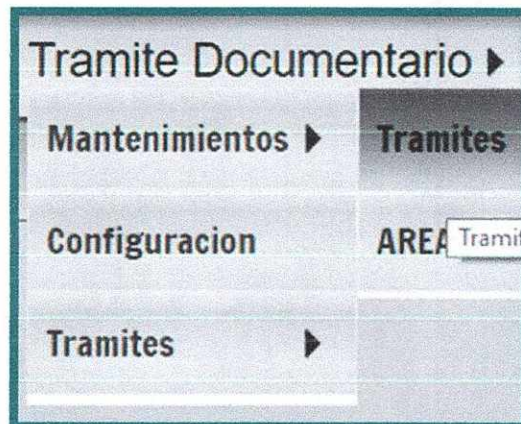 Tramite Documentario ▶
Mantenimientos ▶ Tramites
Configuracion AREA Tramit
Tramites ▶